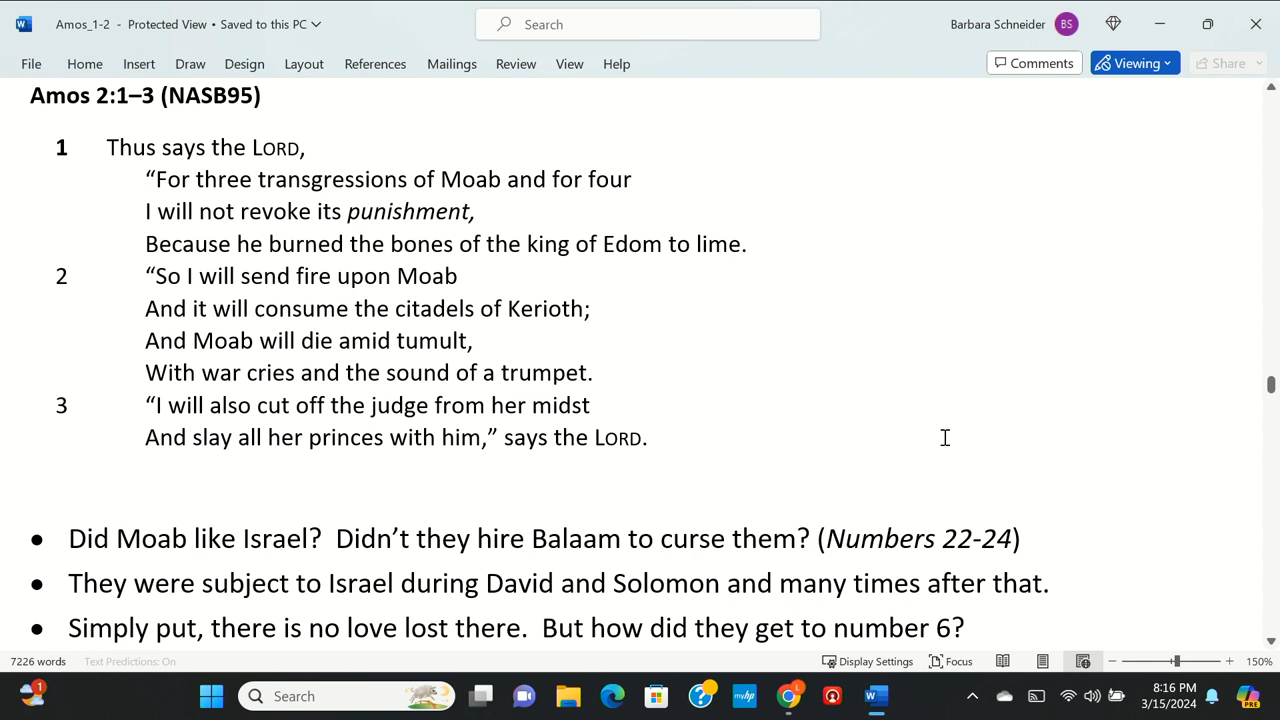 Amos_1-2 - Protected View • Saved to this PC
Search
Barbara Schneider BS
File Home Insert Draw Design Layout References Mailings Review View Help
Comments Viewing Share
Amos 2:1–3 (NASB95)
1 Thus says the LORD,
“For three transgressions of Moab and for four
I will not revoke its punishment,
Because he burned the bones of the king of Edom to lime.
2 “So I will send fire upon Moab
And it will consume the citadels of Kerioth;
And Moab will die amid tumult,
With war cries and the sound of a trumpet.
3 “I will also cut off the judge from her midst
And slay all her princes with him,” says the LORD.
• Did Moab like Israel? Didn’t they hire Balaam to curse them? (Numbers 22-24)
• They were subject to Israel during David and Solomon and many times after that.
• Simply put, there is no love lost there. But how did they get to number 6?
7226 words Text Predictions: On Display Settings Focus 150%
1 Search myhp L W 8:16 PM PRE
3/15/2024